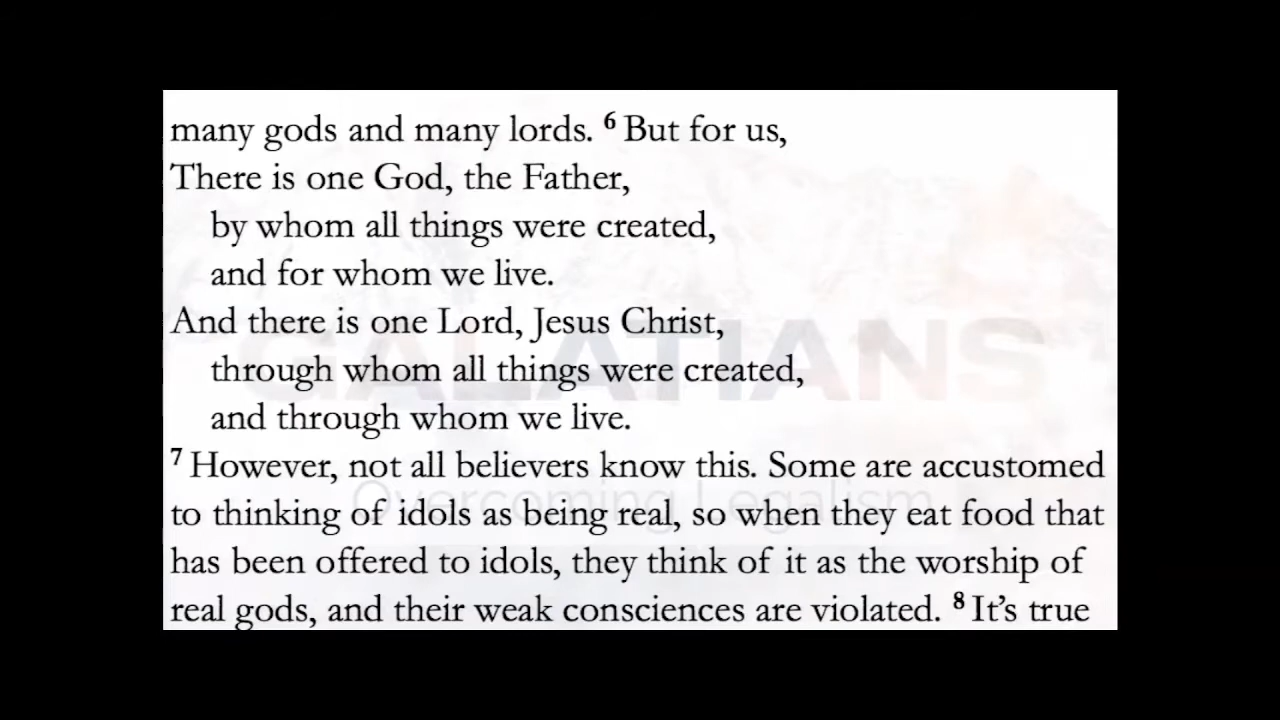 many gods and many lords. 6 But for us,
There is one God, the Father,
by whom all things were created,
and for whom we live.
And there is one Lord, Jesus Christ,
GALATIANS
through whom all things were created,
and through whom we live.
7 However, not all believers know this. Some are accustomed
Overcoming Legalism
to thinking of idols as being real, so when they eat food that
has been offered to idols, they think of it as the worship of
real gods, and their weak consciences are violated. 8 It’s true